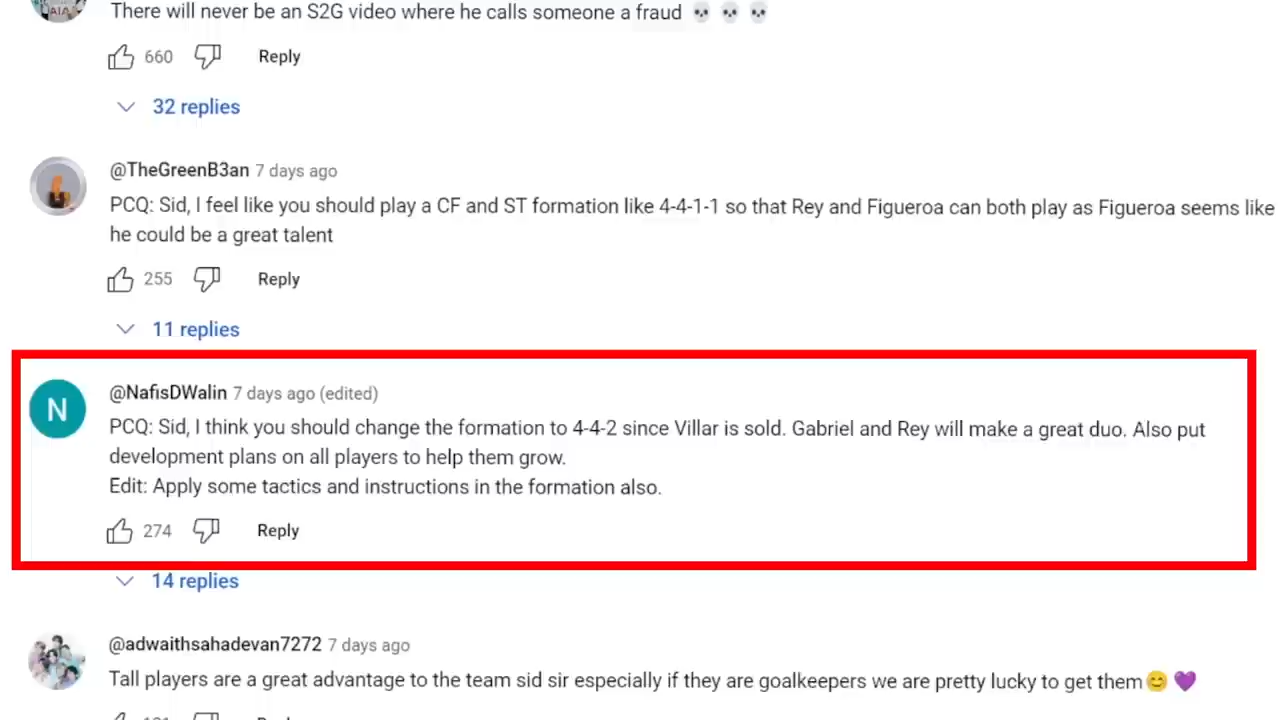 There will never be an S2G video where he calls someone a fraud 💀 💀 💀
660 Reply
32 replies
@TheGreenB3an 7 days ago
PCQ: Sid, I feel like you should play a CF and ST formation like 4-4-1-1 so that Rey and Figueroa can both play as Figueroa seems like
he could be a great talent
255 Reply
11 replies
N
@NafisDWalin 7 days ago (edited)
PCQ: Sid, I think you should change the formation to 4-4-2 since Villar is sold. Gabriel and Rey will make a great duo. Also put
development plans on all players to help them grow.
Edit: Apply some tactics and instructions in the formation also.
274 Reply
14 replies
@adwaithsahadevan7272 7 days ago
Tall players are a great advantage to the team sid sir especially if they are goalkeepers we are pretty lucky to get them😊💜